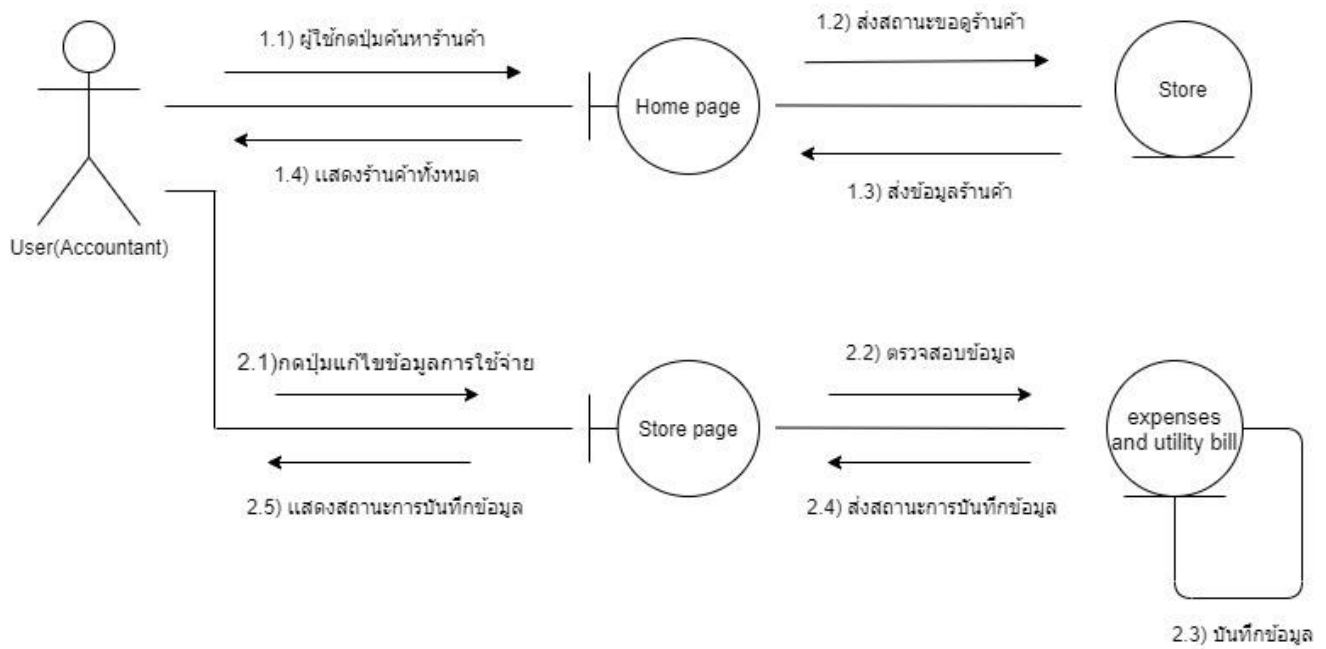 1.1) ผู้ใช้กดปุ่มค้นหาร้านค้า
1.2) ส่งสถานะขอดูร้านค้า
Home page
Store
1.4) แสดงร้านค้าทั้งหมด
1.3) ส่งข้อมูลร้านค้า
User(Accountant)
2.1)กดปุ่มแก้ไขข้อมูลการใช้จ่าย
2.2) ตรวจสอบข้อมูล
Store page
expenses
and utility bill
2.5) แสดงสถานะการบันทึกข้อมูล
2.4) ส่งสถานะการบันทึกข้อมูล
2.3) บันทึกข้อมูล